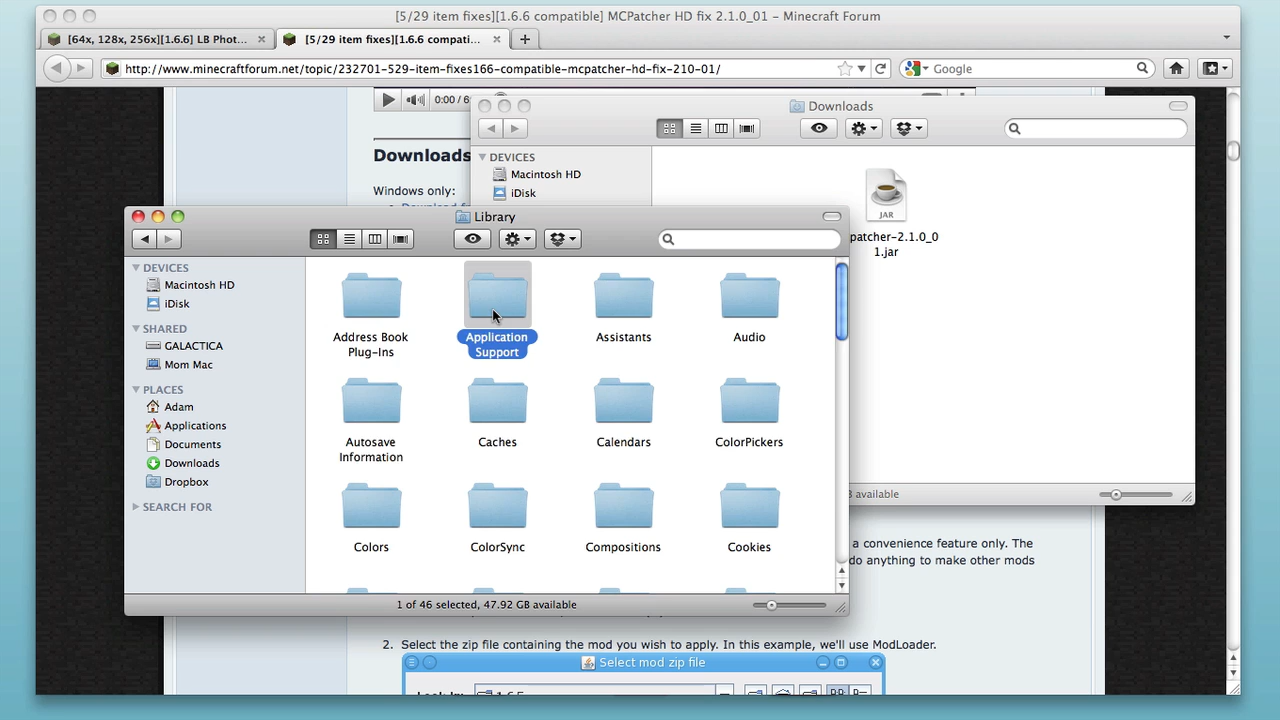 [5/29 item fixes][1.6.6 compatible] MCPatcher HD fix 2.1.0_01 – Minecraft Forum
[64x, 128x, 256x][1.6.6] LB Phot...
[5/29 item fixes][1.6.6 compati...
http://www.minecraftforum.net/topic/232701-529-item-fixes166-compatible-mcpatcher-hd-fix-210-01/
Google
0:00 / 6
Downloads
Windows only:
Downloads
DEVICES
Macintosh HD
iDisk
JAR
patcher-2.1.0_0
1.jar
Library
DEVICES
Macintosh HD
iDisk
SHARED
GALACTICA
Mom Mac
PLACES
Adam
Applications
Documents
Downloads
Dropbox
SEARCH FOR
Address Book
Plug-Ins
Application
Support
Assistants
Audio
Autosave
Information
Caches
Calendars
ColorPickers
Colors
ColorSync
Compositions
Cookies
1 of 46 selected, 47.92 GB available
available
a convenience feature only. The
do anything to make other mods
2. Select the zip file containing the mod you wish to apply. In this example, we'll use ModLoader.
Select mod zip file